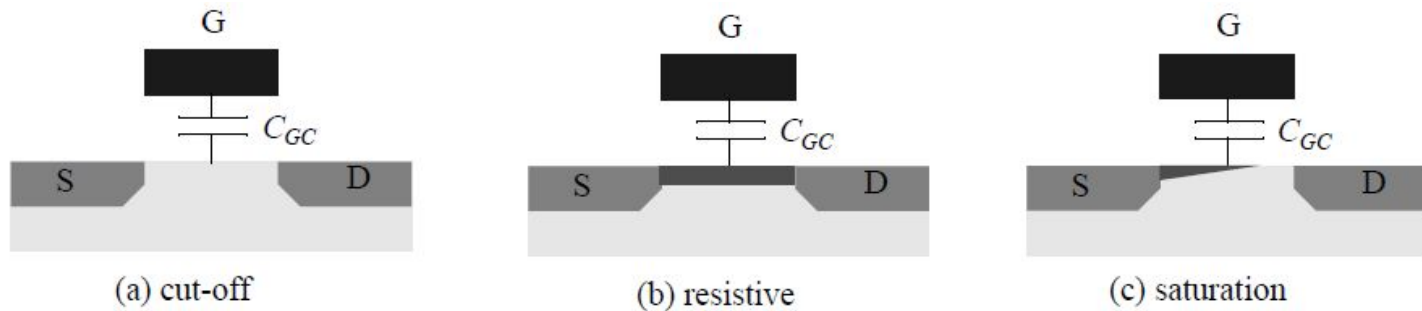 G
G
G
C_GC
C_GC
C_GC
S
D
S
D
S
D
(a) cut-off
(b) resistive
(c) saturation